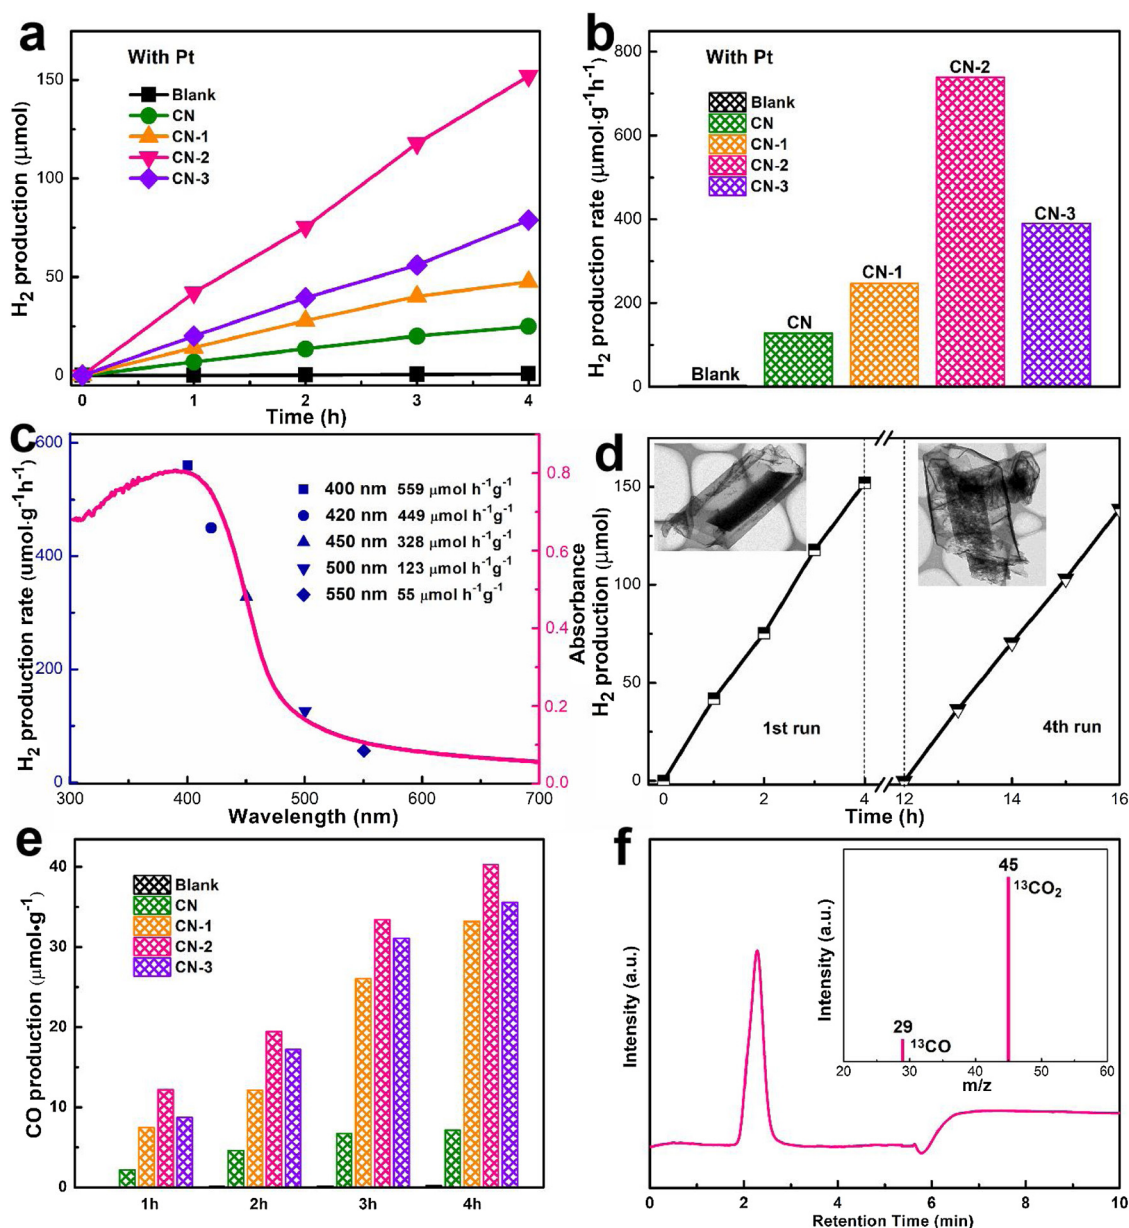 a
With Pt
Blank
CN
CN-1
CN-2
CN-3
H2 production (μmol)
150
100
50
0
0 1 2 3 4
Time (h)
b
With Pt
Blank
CN
CN-1
CN-2
CN-3
H2 production rate (μmol·g-1h-1)
800
600
400
200
0
Blank
CN
CN-1
CN-2
CN-3
c
H2 production rate (umol·g-1h-1)
600
400
200
0
400 nm 559 μmol h-1g-1
420 nm 449 μmol h-1g-1
450 nm 328 μmol h-1g-1
500 nm 123 μmol h-1g-1
550 nm 55 μmol h-1g-1
0.8
0.6
0.4
0.2
0.0
Absorbance
300 400 500 600 700
Wavelength (nm)
d
H2 production (μmol)
150
100
50
0
1st run
4th run
0 2 4 12 14 16
Time (h)
e
CO production (μmol·g-1)
40
30
20
10
0
Blank
CN
CN-1
CN-2
CN-3
1h 2h 3h 4h
f
Intensity (a.u.)
0 2 4 6 8 10
Retention Time (min)
Intensity (a.u.)
45
13CO2
29
13CO
20 30 40 50 60
m/z